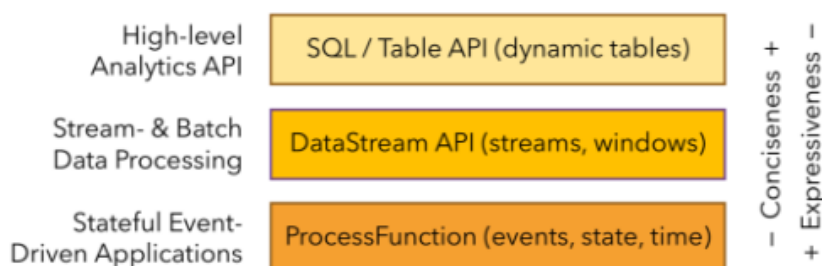 High-level
Analytics API
SQL / Table API (dynamic tables)
Stream- & Batch
Data Processing
DataStream API (streams, windows)
Stateful Event-
Driven Applications
ProcessFunction (events, state, time)
− Conciseness +
+ Expressiveness −